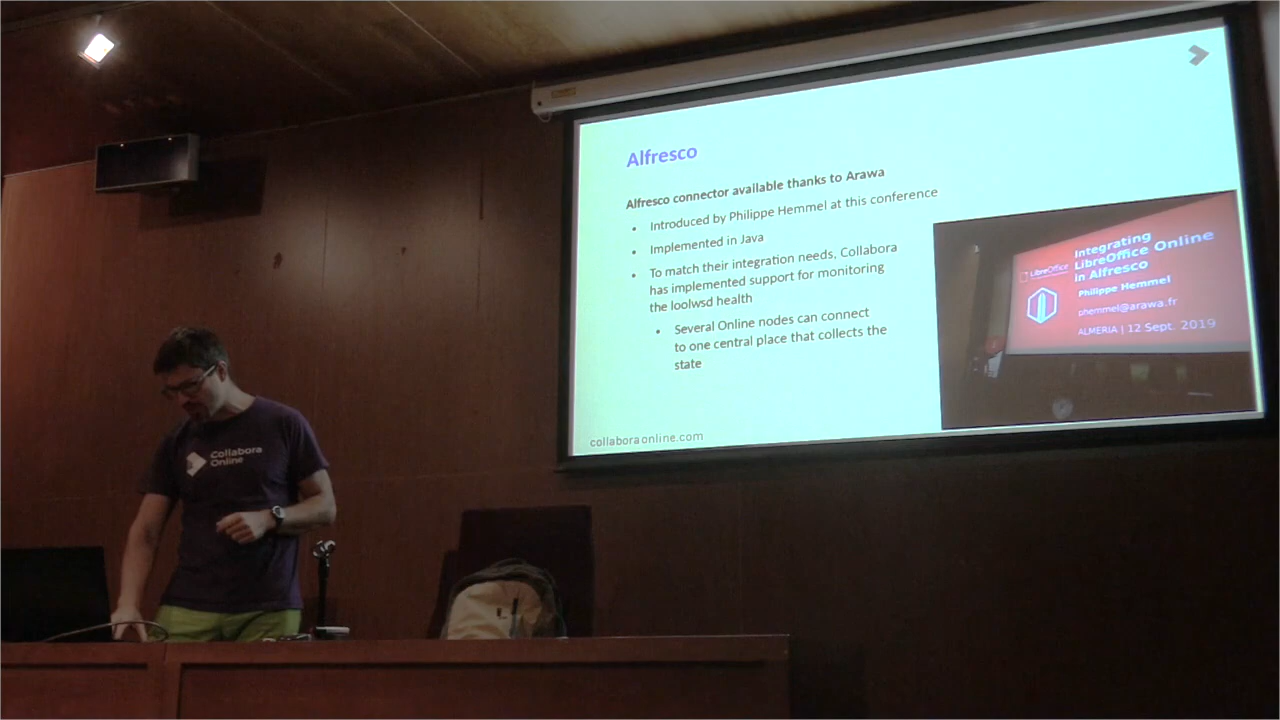 Alfresco
Alfresco connector available thanks to Arawa
• Introduced by Philippe Hemmel at this conference
• Implemented in Java
• To match their integration needs, Collabora
has implemented support for monitoring
the loolwsd health
• Several Online nodes can connect
to one central place that collects the
state
collaboraonline.com
LibreOffice
Integrating
LibreOffice Online
in Alfresco
Philippe Hemmel
phemmel@arawa.fr
ALMERIA | 12 Sept. 2019
Collabora
Online